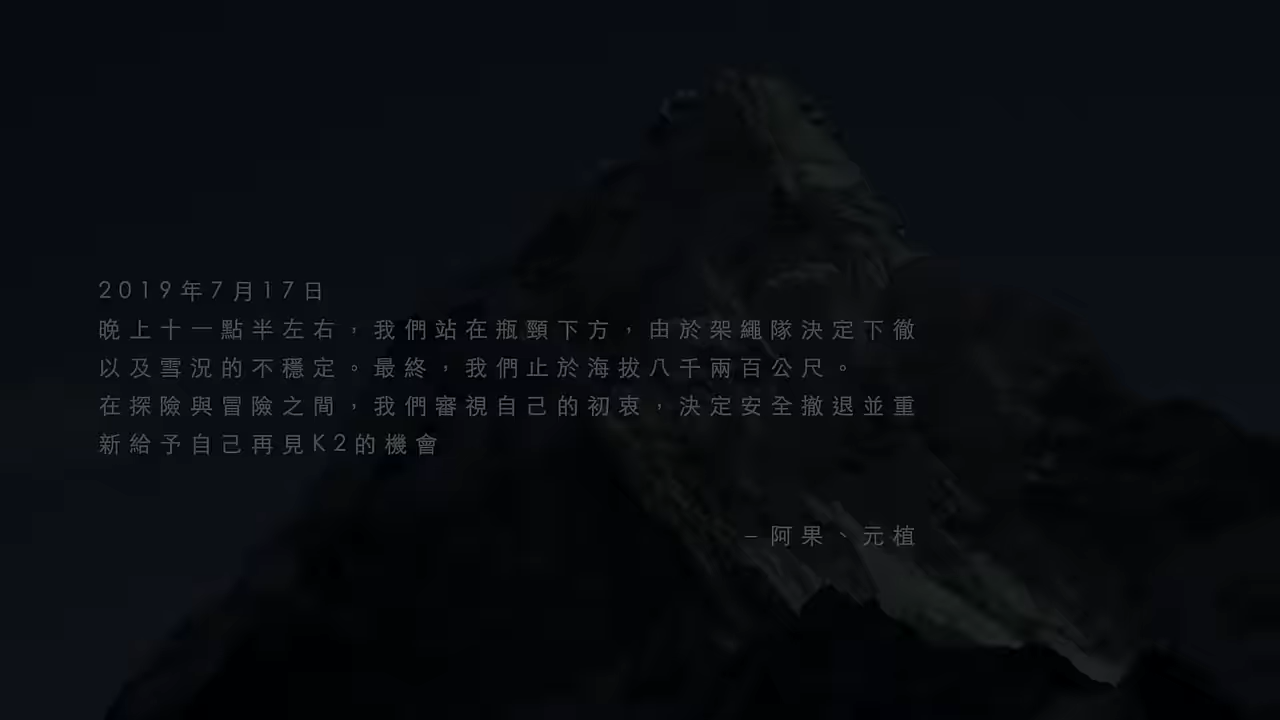 2019年7月17日
晚上十一點半左右，我們站在瓶頸下方，由於架繩隊決定下徹
以及雪況的不穩定。最終，我們止於海拔八千兩百公尺。
在探險與冒險之間，我們審視自己的初衷，決定安全撤退並重
新給予自己再見K2的機會
– 阿果、元植